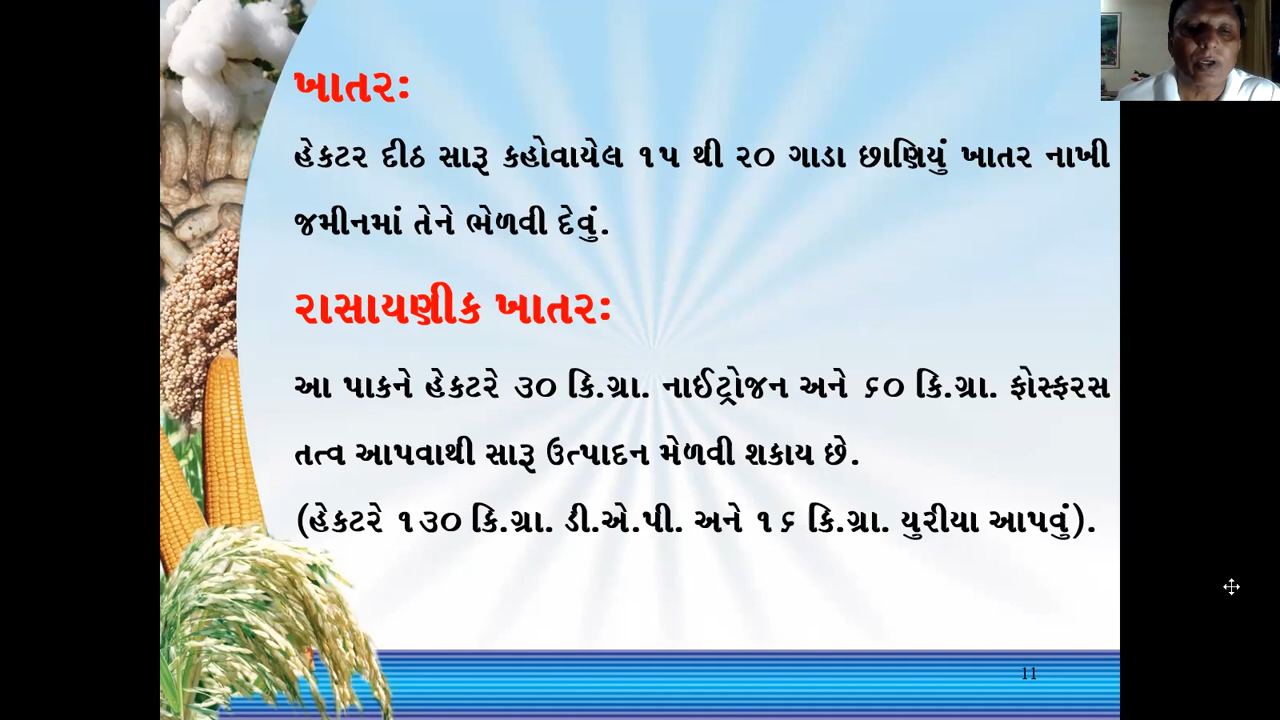 ખાતરઃ
હેકટર દીઠ સારૂ કહોવાયેલ ૧૫ થી ૨૦ ગાડા છાણિયું ખાતર નાખી
જમીનમાં તેને ભેળવી દેવું.
રાસાયણીક ખાતરઃ
આ પાકને હેકટરે ૩૦ કિ.ગ્રા. નાઈટ્રોજન અને ૬૦ કિ.ગ્રા. ફોસ્ફરસ
તત્વ આપવાથી સારૂ ઉત્પાદન મેળવી શકાય છે.
(હેકટરે ૧૩૦ કિ.ગ્રા. ડી.એ.પી. અને ૧૬ કિ.ગ્રા. યુરીયા આપવું).
11